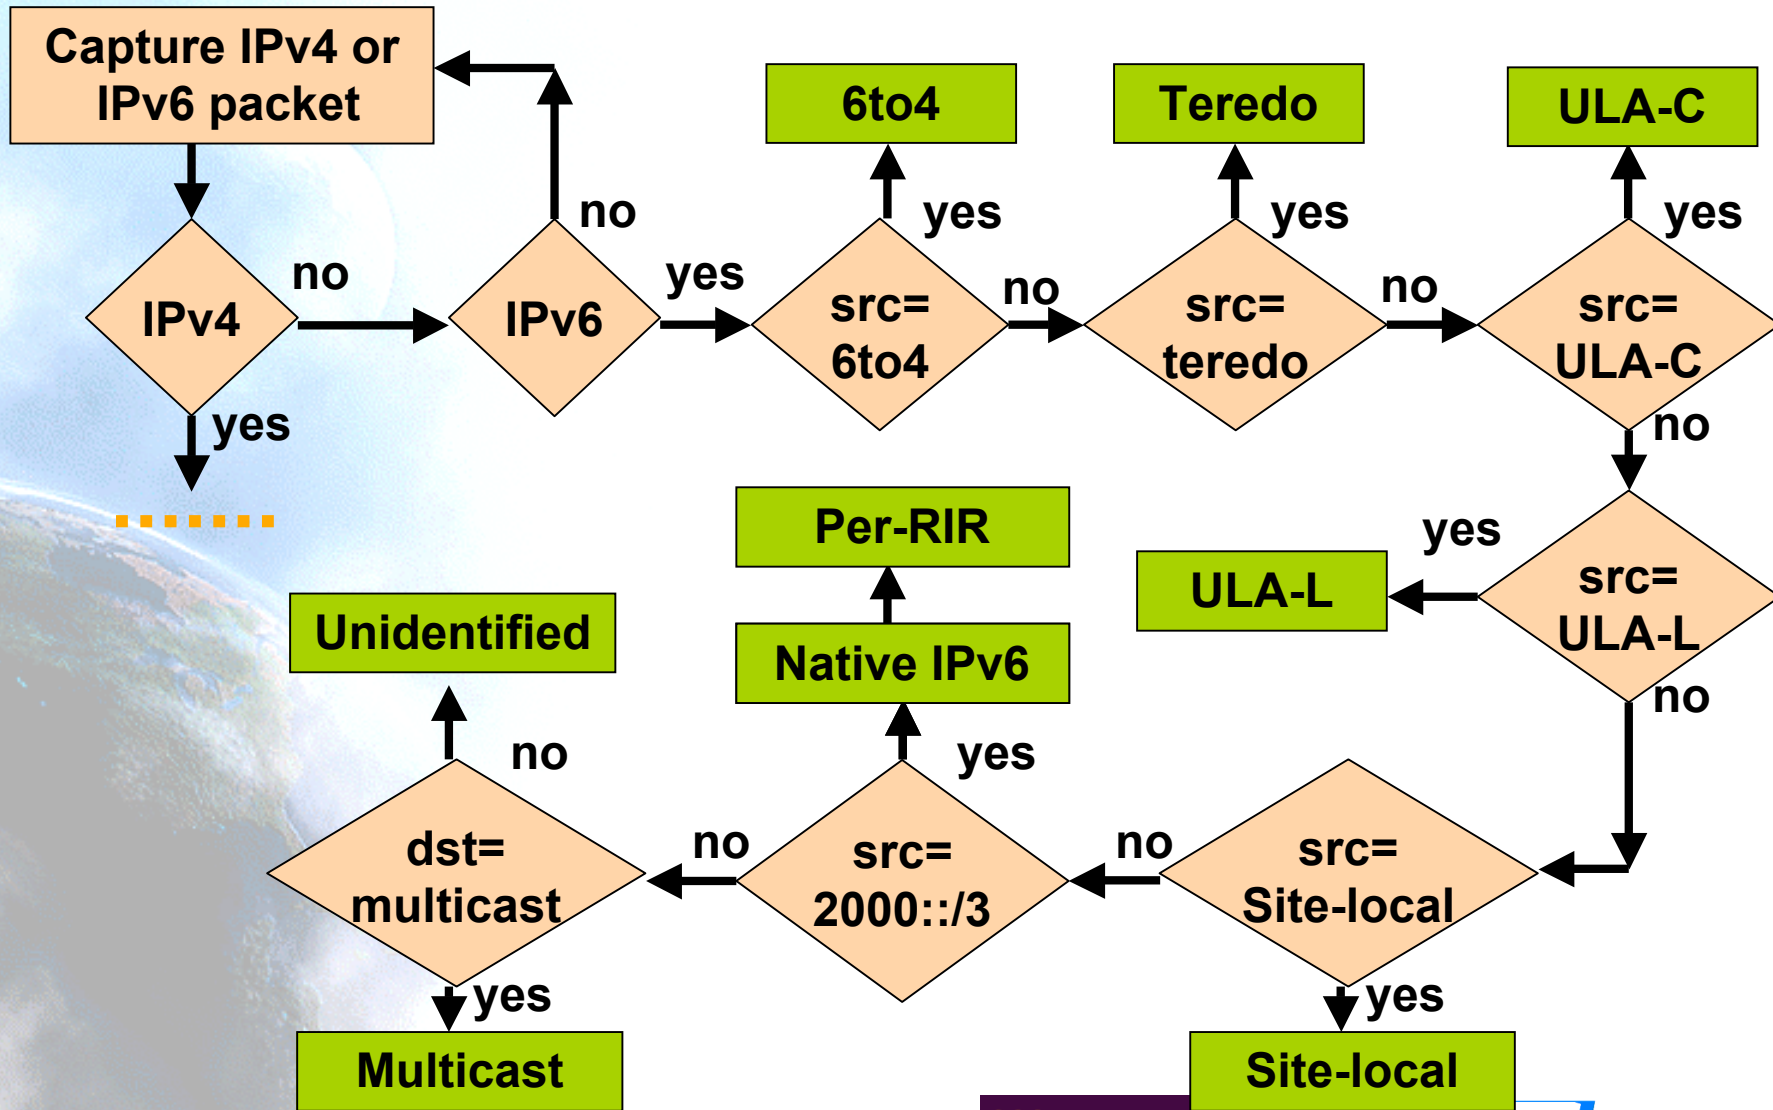 Capture IPv4 or
IPv6 packet
6to4
Teredo
ULA-C
no
yes
yes
yes
no
yes
no
no
IPv4
IPv6
src=
6to4
src=
teredo
src=
ULA-C
yes
no
Per-RIR
yes
ULA-L
src=
ULA-L
Unidentified
Native IPv6
no
no
yes
dst=
multicast
no
src=
2000::/3
no
src=
Site-local
yes
yes
Multicast
Site-local